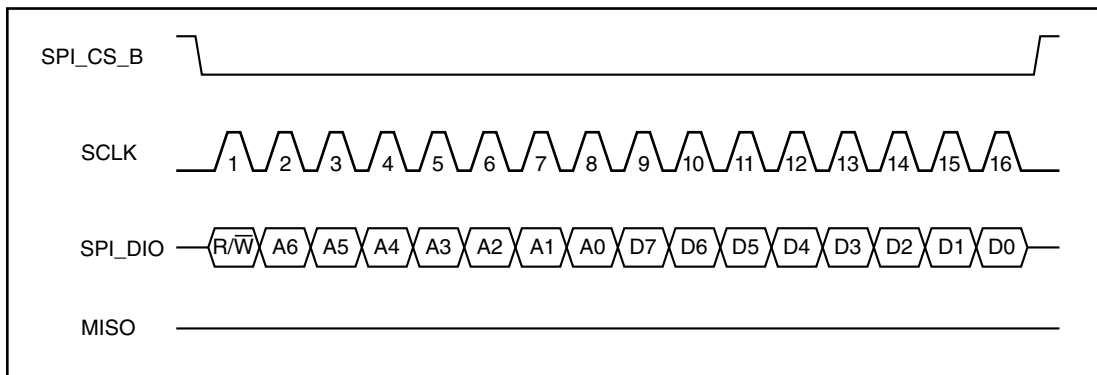 SPI_CS_B
SCLK
1 2 3 4 5 6 7 8 9 10 11 12 13 14 15 16
SPI_DIO
R/W̅ A6 A5 A4 A3 A2 A1 A0 D7 D6 D5 D4 D3 D2 D1 D0
MISO